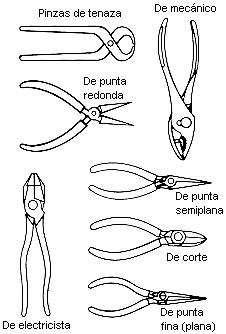 Pinzas de tenaza
De mecánico
De punta
redonda
De punta
semiplana
De corte
De electricista
De punta
fina (plana)